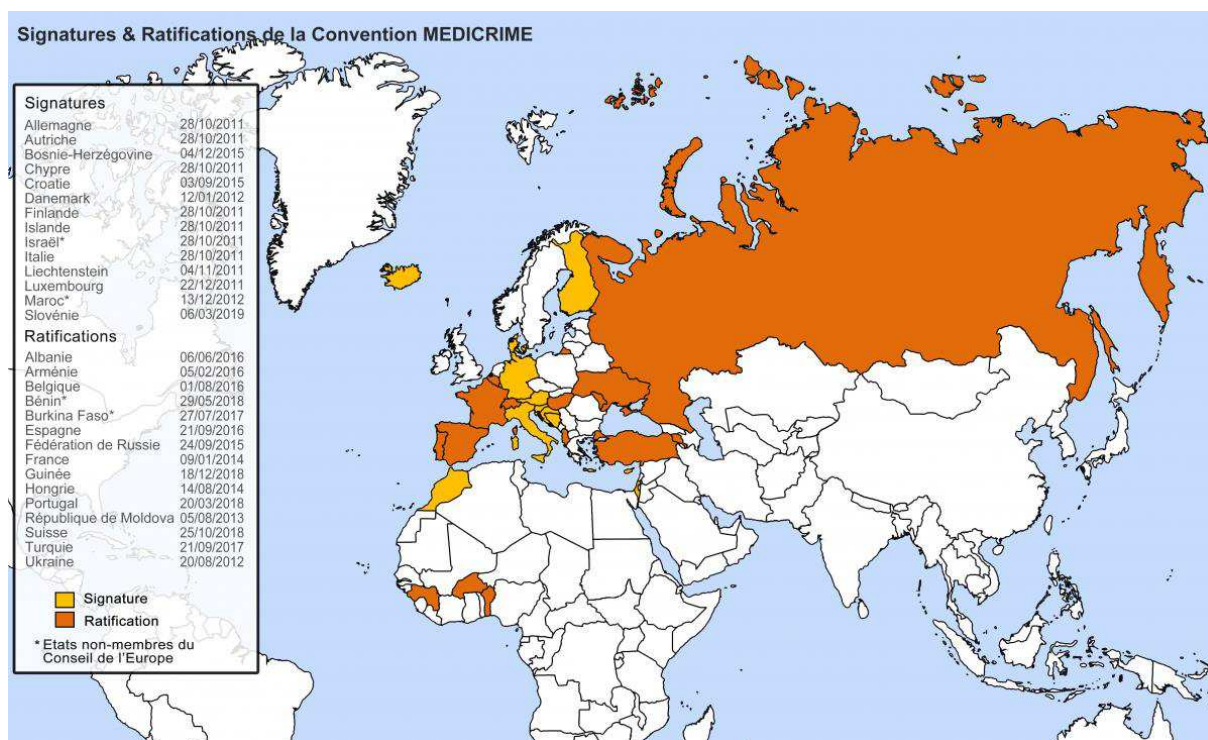 Signatures & Ratifications de la Convention MEDICRIME
Signatures
Allemagne 28/10/2011
Autriche 28/10/2011
Bosnie-Herzégovine 04/12/2015
Chypre 28/10/2011
Croatie 03/09/2015
Danemark 12/01/2012
Finlande 28/10/2011
Islande 28/10/2011
Israël* 28/10/2011
Italie 28/10/2011
Liechtenstein 04/11/2011
Luxembourg 22/12/2011
Maroc* 13/12/2012
Slovénie 06/03/2019
Ratifications
Albanie 06/06/2016
Arménie 05/02/2016
Belgique 01/08/2016
Bénin* 29/05/2018
Burkina Faso* 27/07/2017
Espagne 21/09/2016
Fédération de Russie 24/09/2015
France 09/01/2014
Guinée 18/12/2018
Hongrie 14/08/2014
Portugal 20/03/2018
République de Moldova 05/08/2013
Suisse 25/10/2018
Turquie 21/09/2017
Ukraine 20/08/2012
Signature
Ratification
* Etats non-membres du
Conseil de l'Europe